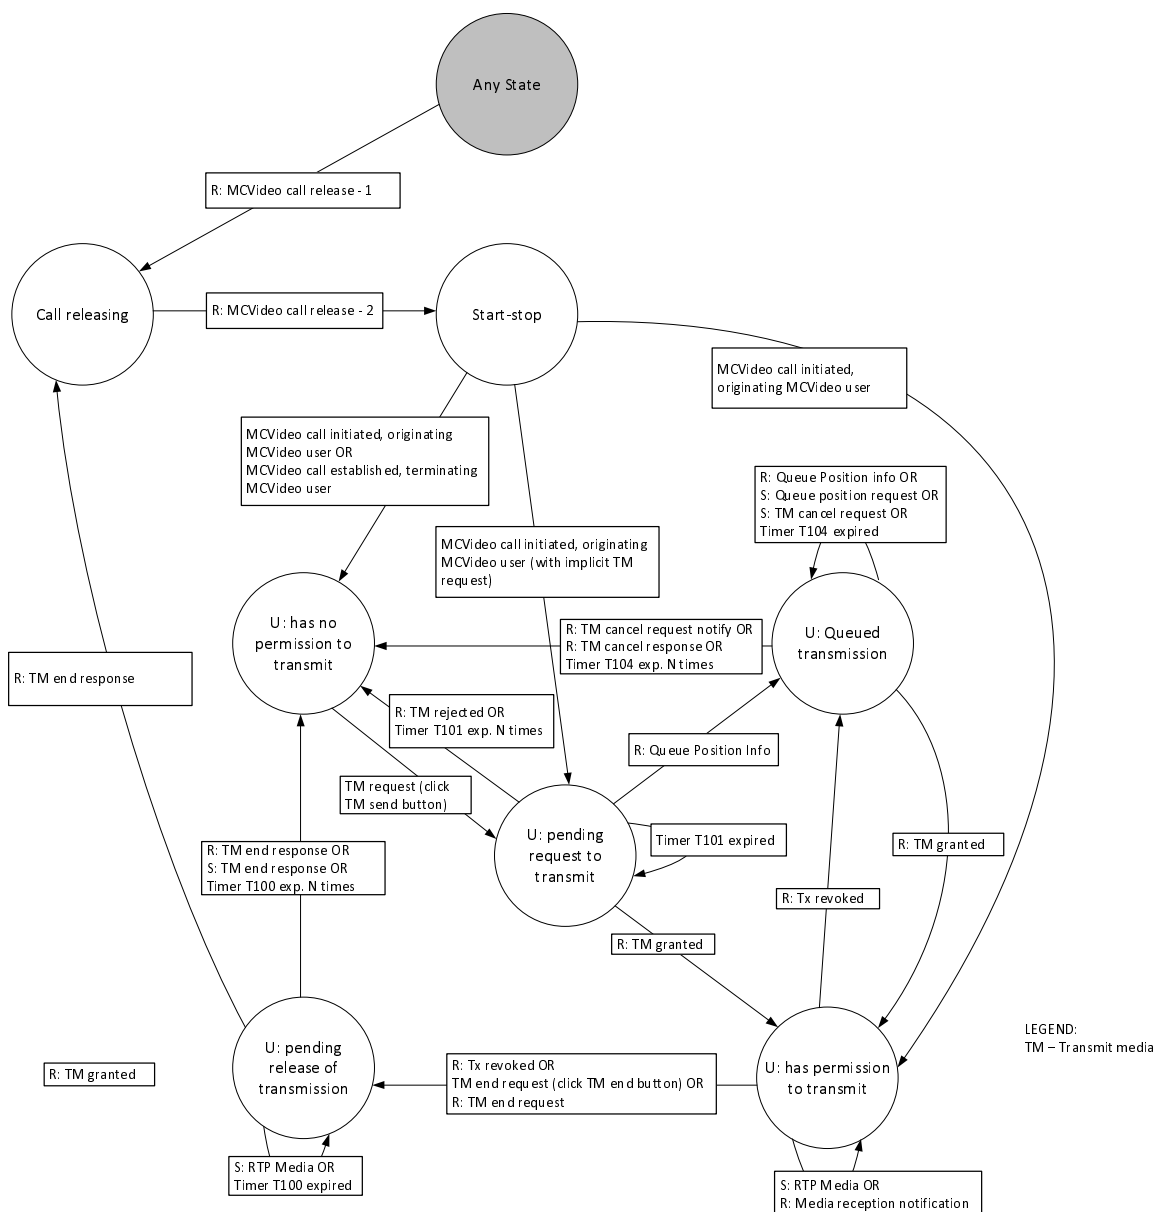 Any State
R: MCVideo call release - 1
Call releasing
R: MCVideo call release - 2
Start-stop
MCVideo call initiated,
originating MCVideo user
MCVideo call initiated, originating
MCVideo user OR
MCVideo call established, terminating
MCVideo user
R: Queue Position info OR
S: Queue position request OR
S: TM cancel request OR
Timer T104 expired
MCVideo call initiated, originating
MCVideo user (with implicit TM
request)
U: has no
permission to
transmit
R: TM cancel request notify OR
R: TM cancel response OR
Timer T104 exp. N times
U: Queued
transmission
R: TM end response
R: TM rejected OR
Timer T101 exp. N times
R: Queue Position Info
TM request (click
TM send button)
U: pending
request to
transmit
Timer T101 expired
R: TM granted
R: TM end response OR
S: TM end response OR
Timer T100 exp. N times
R: Tx revoked
R: TM granted
LEGEND:
TM – Transmit media
U: pending
release of
transmission
R: TM granted
R: Tx revoked OR
TM end request (click TM end button) OR
R: TM end request
U: has permission
to transmit
S: RTP Media OR
Timer T100 expired
S: RTP Media OR
R: Media reception notification